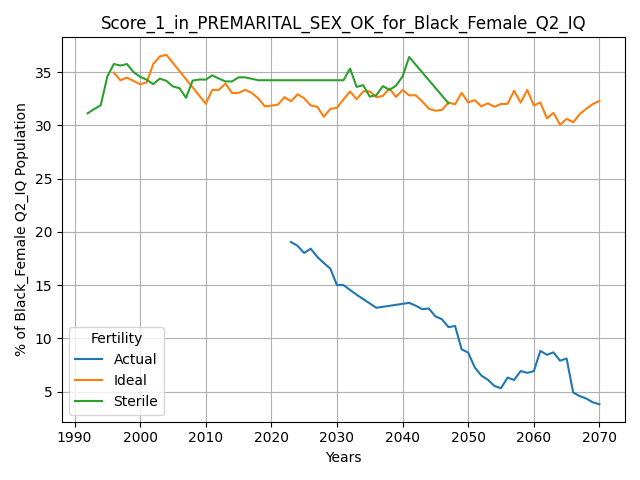 Score_1_in_PREMARITAL_SEX_OK_for_Black_Female_Q2_IQ
% of Black_Female Q2_IQ Population
35
30
25
20
15
10
5
Fertility
Actual
Ideal
Sterile
1990 2000 2010 2020 2030 2040 2050 2060 2070
Years